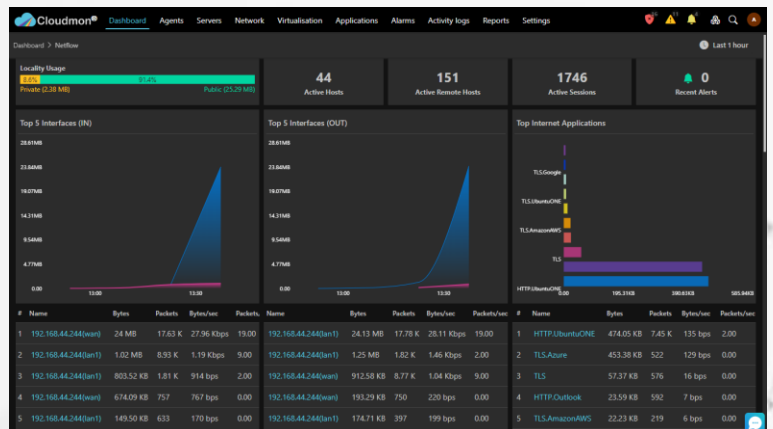 Cloudmon Dashboard Agents Servers Network Virtualisation Applications Alarms Activity logs Reports Settings
Dashboard > Netflow Last 1 hour
Locality Usage
8.6% 91.4%
Private (2.38 MB) Public (25.29 MB)
44
Active Hosts
151
Active Remote Hosts
1746
Active Sessions
0
Recent Alerts
Top 5 Interfaces (IN)
28.61MB
23.84MB
19.07MB
14.31MB
9.54MB
4.77MB
0.00
13:00 13:30
Top 5 Interfaces (OUT)
28.61MB
23.84MB
19.07MB
14.31MB
9.54MB
4.77MB
0.00
13:00 13:30
Top Internet Applications
TLS.Google
TLS.UbuntuONE
TLS.AmazonAWS
TLS
HTTP.UbuntuONE
0.00 195.31KB 390.63KB 585.94KB
# Name Bytes Packets Bytes/sec Packets.
1 192.168.44.244(wan) 24 MB 17.63 K 27.96 Kbps 19.00
2 192.168.44.244(lan1) 1.02 MB 8.93 K 1.19 Kbps 9.00
3 192.168.44.244(lan1) 803.52 KB 1.81 K 914 bps 2.00
4 192.168.44.244(wan) 674.09 KB 757 767 bps 0.00
5 192.168.44.244(lan1) 149.50 KB 633 170 bps 0.00
Name Bytes Packets Bytes/sec Packets/sec
192.168.44.244(lan1) 24.13 MB 17.78 K 28.11 Kbps 19.00
192.168.44.244(lan1) 1.25 MB 1.82 K 1.46 Kbps 2.00
192.168.44.244(wan) 912.58 KB 8.77 K 1.04 Kbps 9.00
192.168.44.244(wan) 193.29 KB 750 220 bps 0.00
192.168.44.244(lan1) 174.71 KB 397 199 bps 0.00
# Name Bytes Packets Bytes/sec Packets/sec
1 HTTP.UbuntuONE 474.05 KB 7.45 K 135 bps 2.00
2 TLS.Azure 453.38 KB 522 129 bps 0.00
3 TLS 57.37 KB 576 16 bps 0.00
4 HTTP.Outlook 23.59 KB 592 7 bps 0.00
5 TLS.AmazonAWS 22.23 KB 219 6 bps 0.00